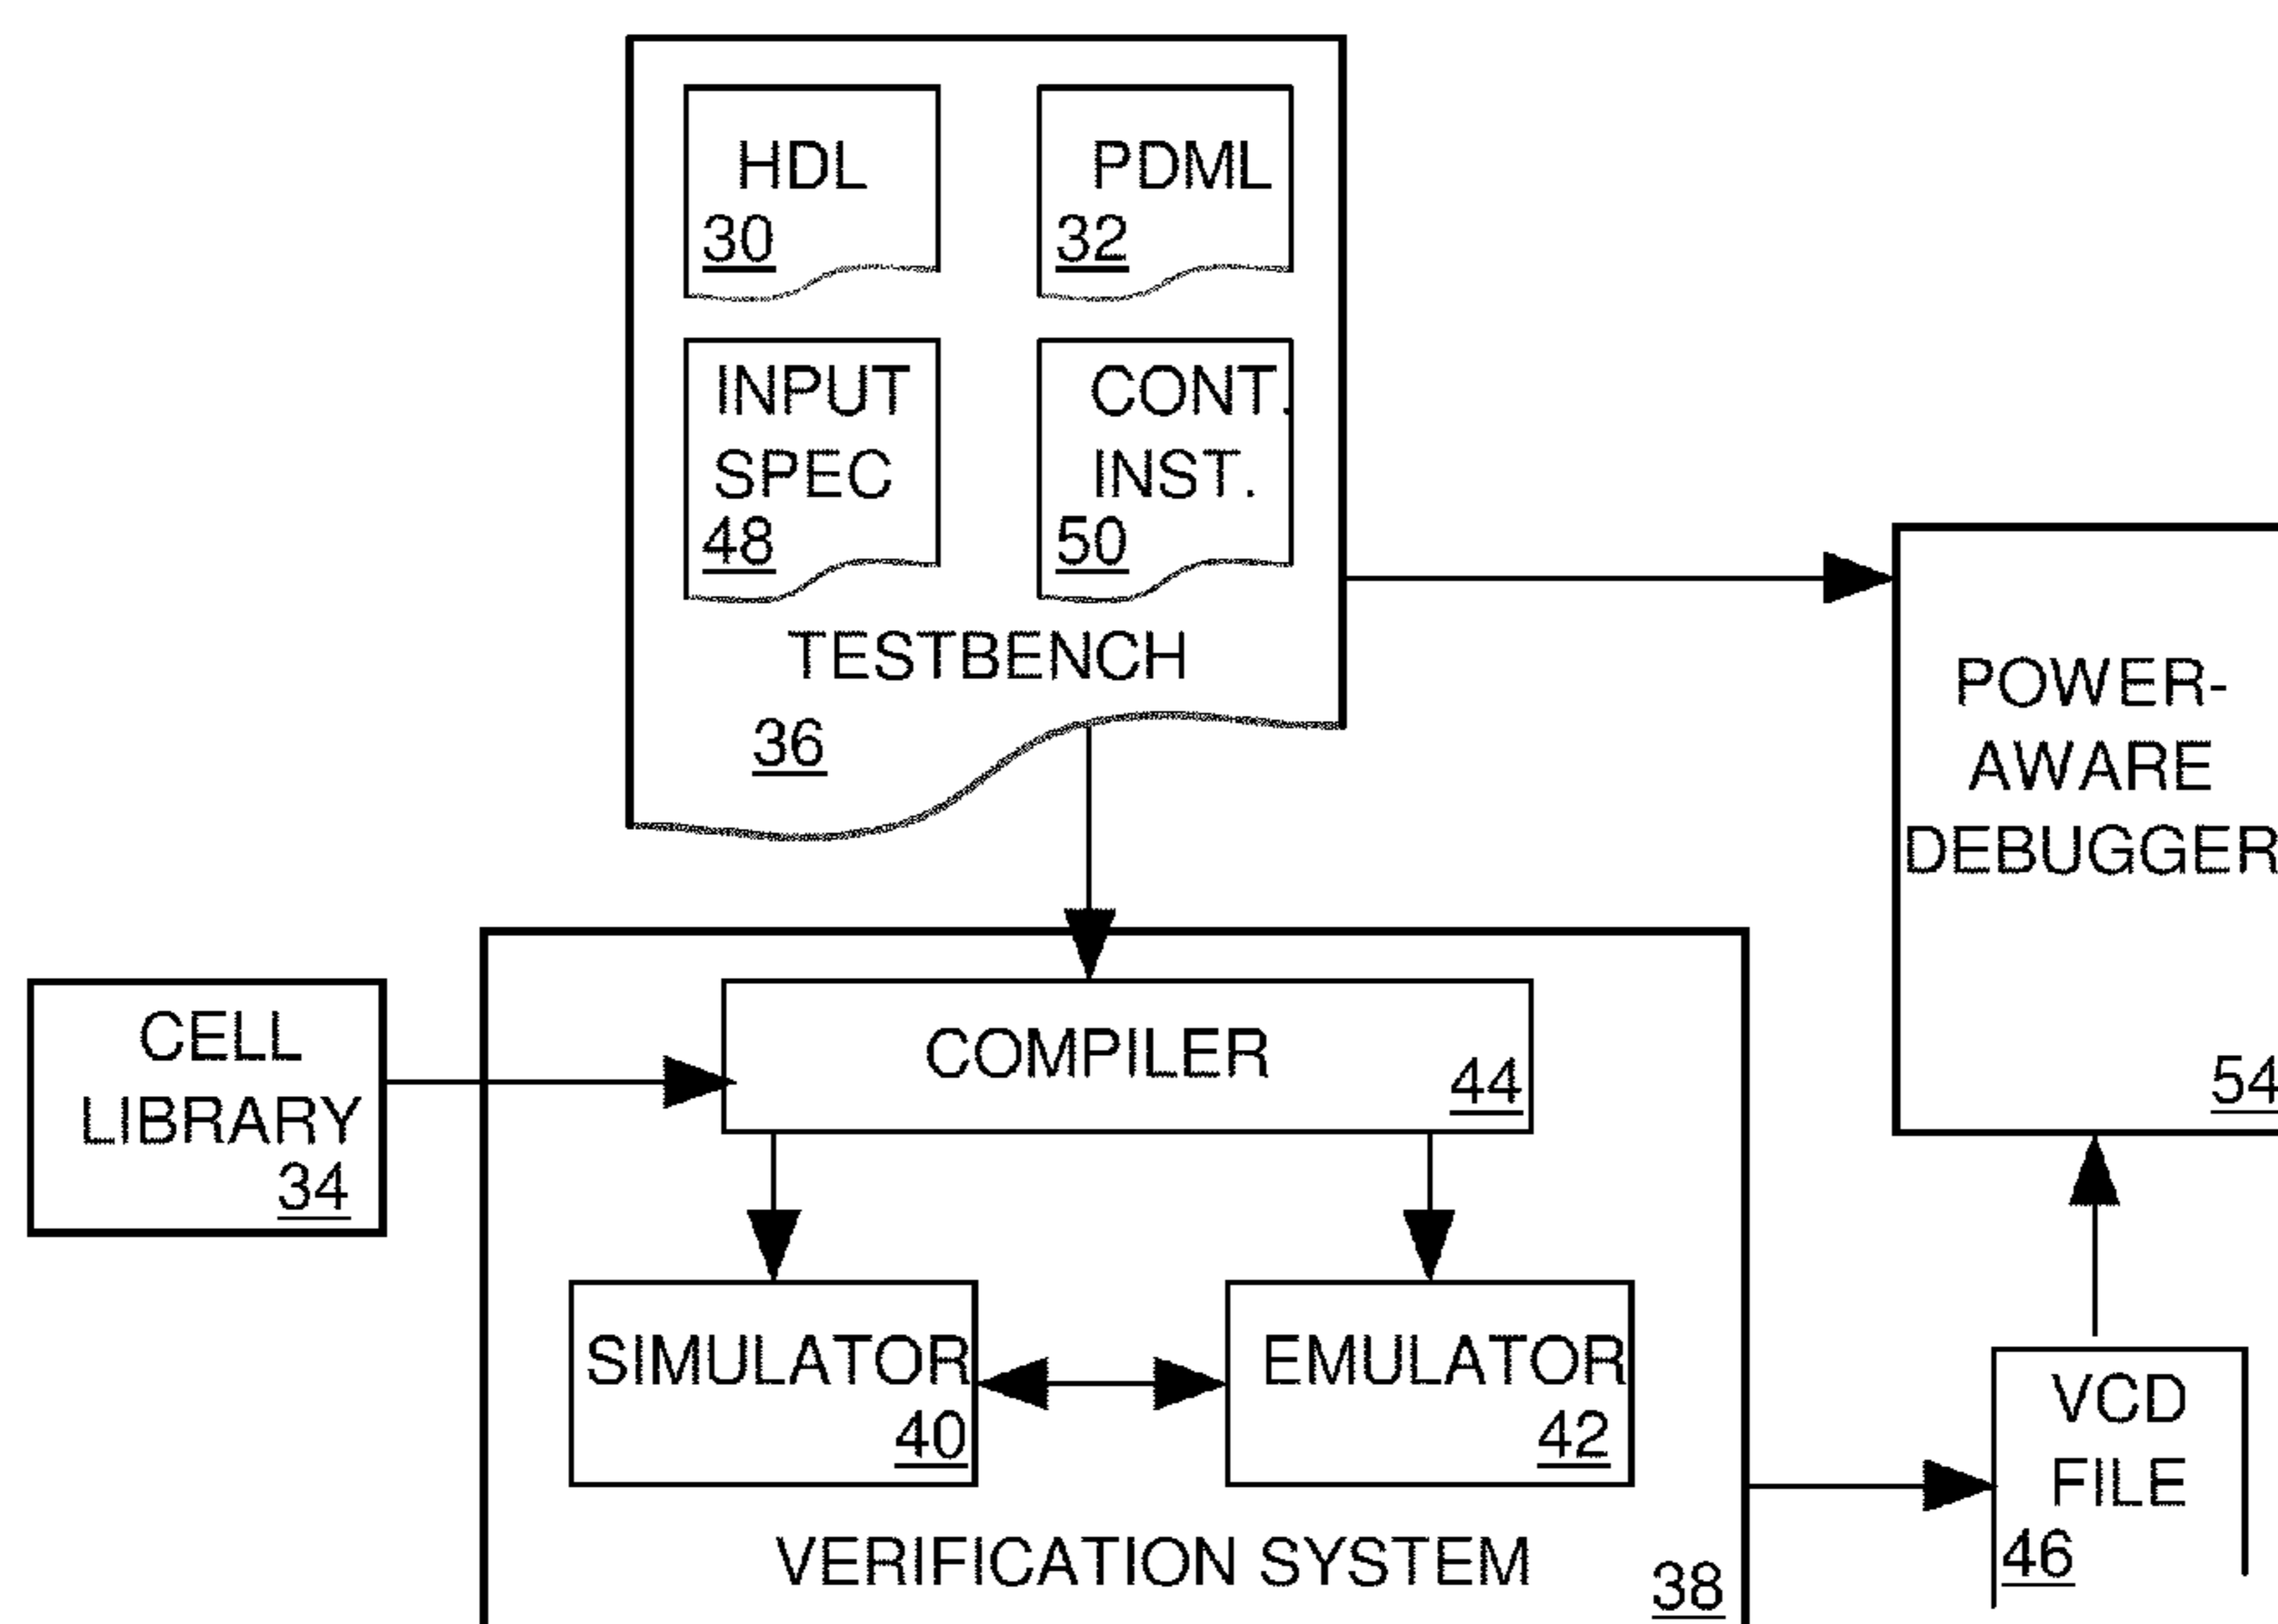 HDL
30
PDML
32
INPUT
SPEC
48
CONT.
INST.
50
TESTBENCH
36
POWER-
AWARE
DEBUGGER
54
CELL
LIBRARY
34
COMPILER
44
SIMULATOR
40
EMULATOR
42
VERIFICATION SYSTEM
38
VCD
FILE
46